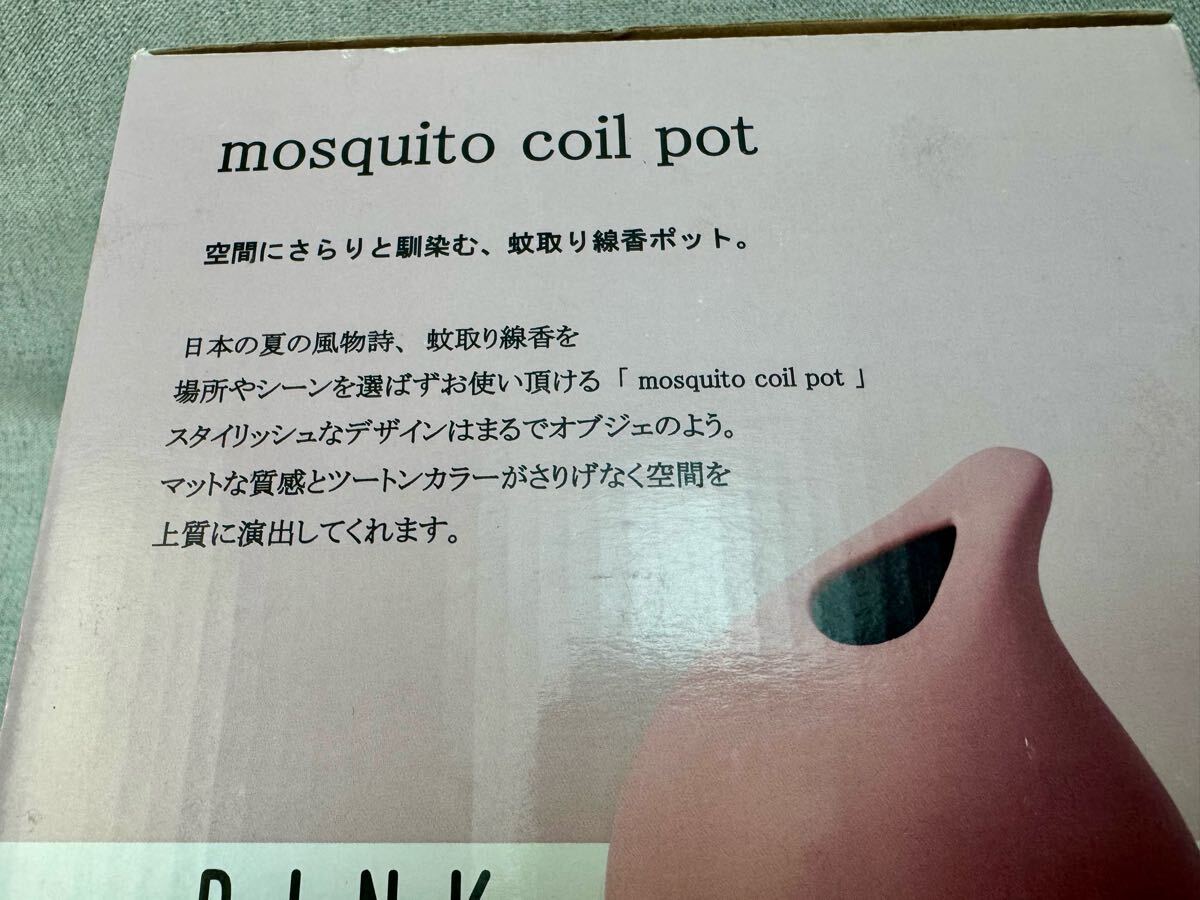 mosquito coil pot
空間にさらりと馴染む、蚊取り線香ポット。
日本の夏の風物詩、蚊取り線香を
場所やシーンを選ばずお使い頂ける「 mosquito coil pot 」
スタイリッシュなデザインはまるでオブジェのよう。
マットな質感とツートンカラーがさりげなく空間を
上質に演出してくれます。
PINK